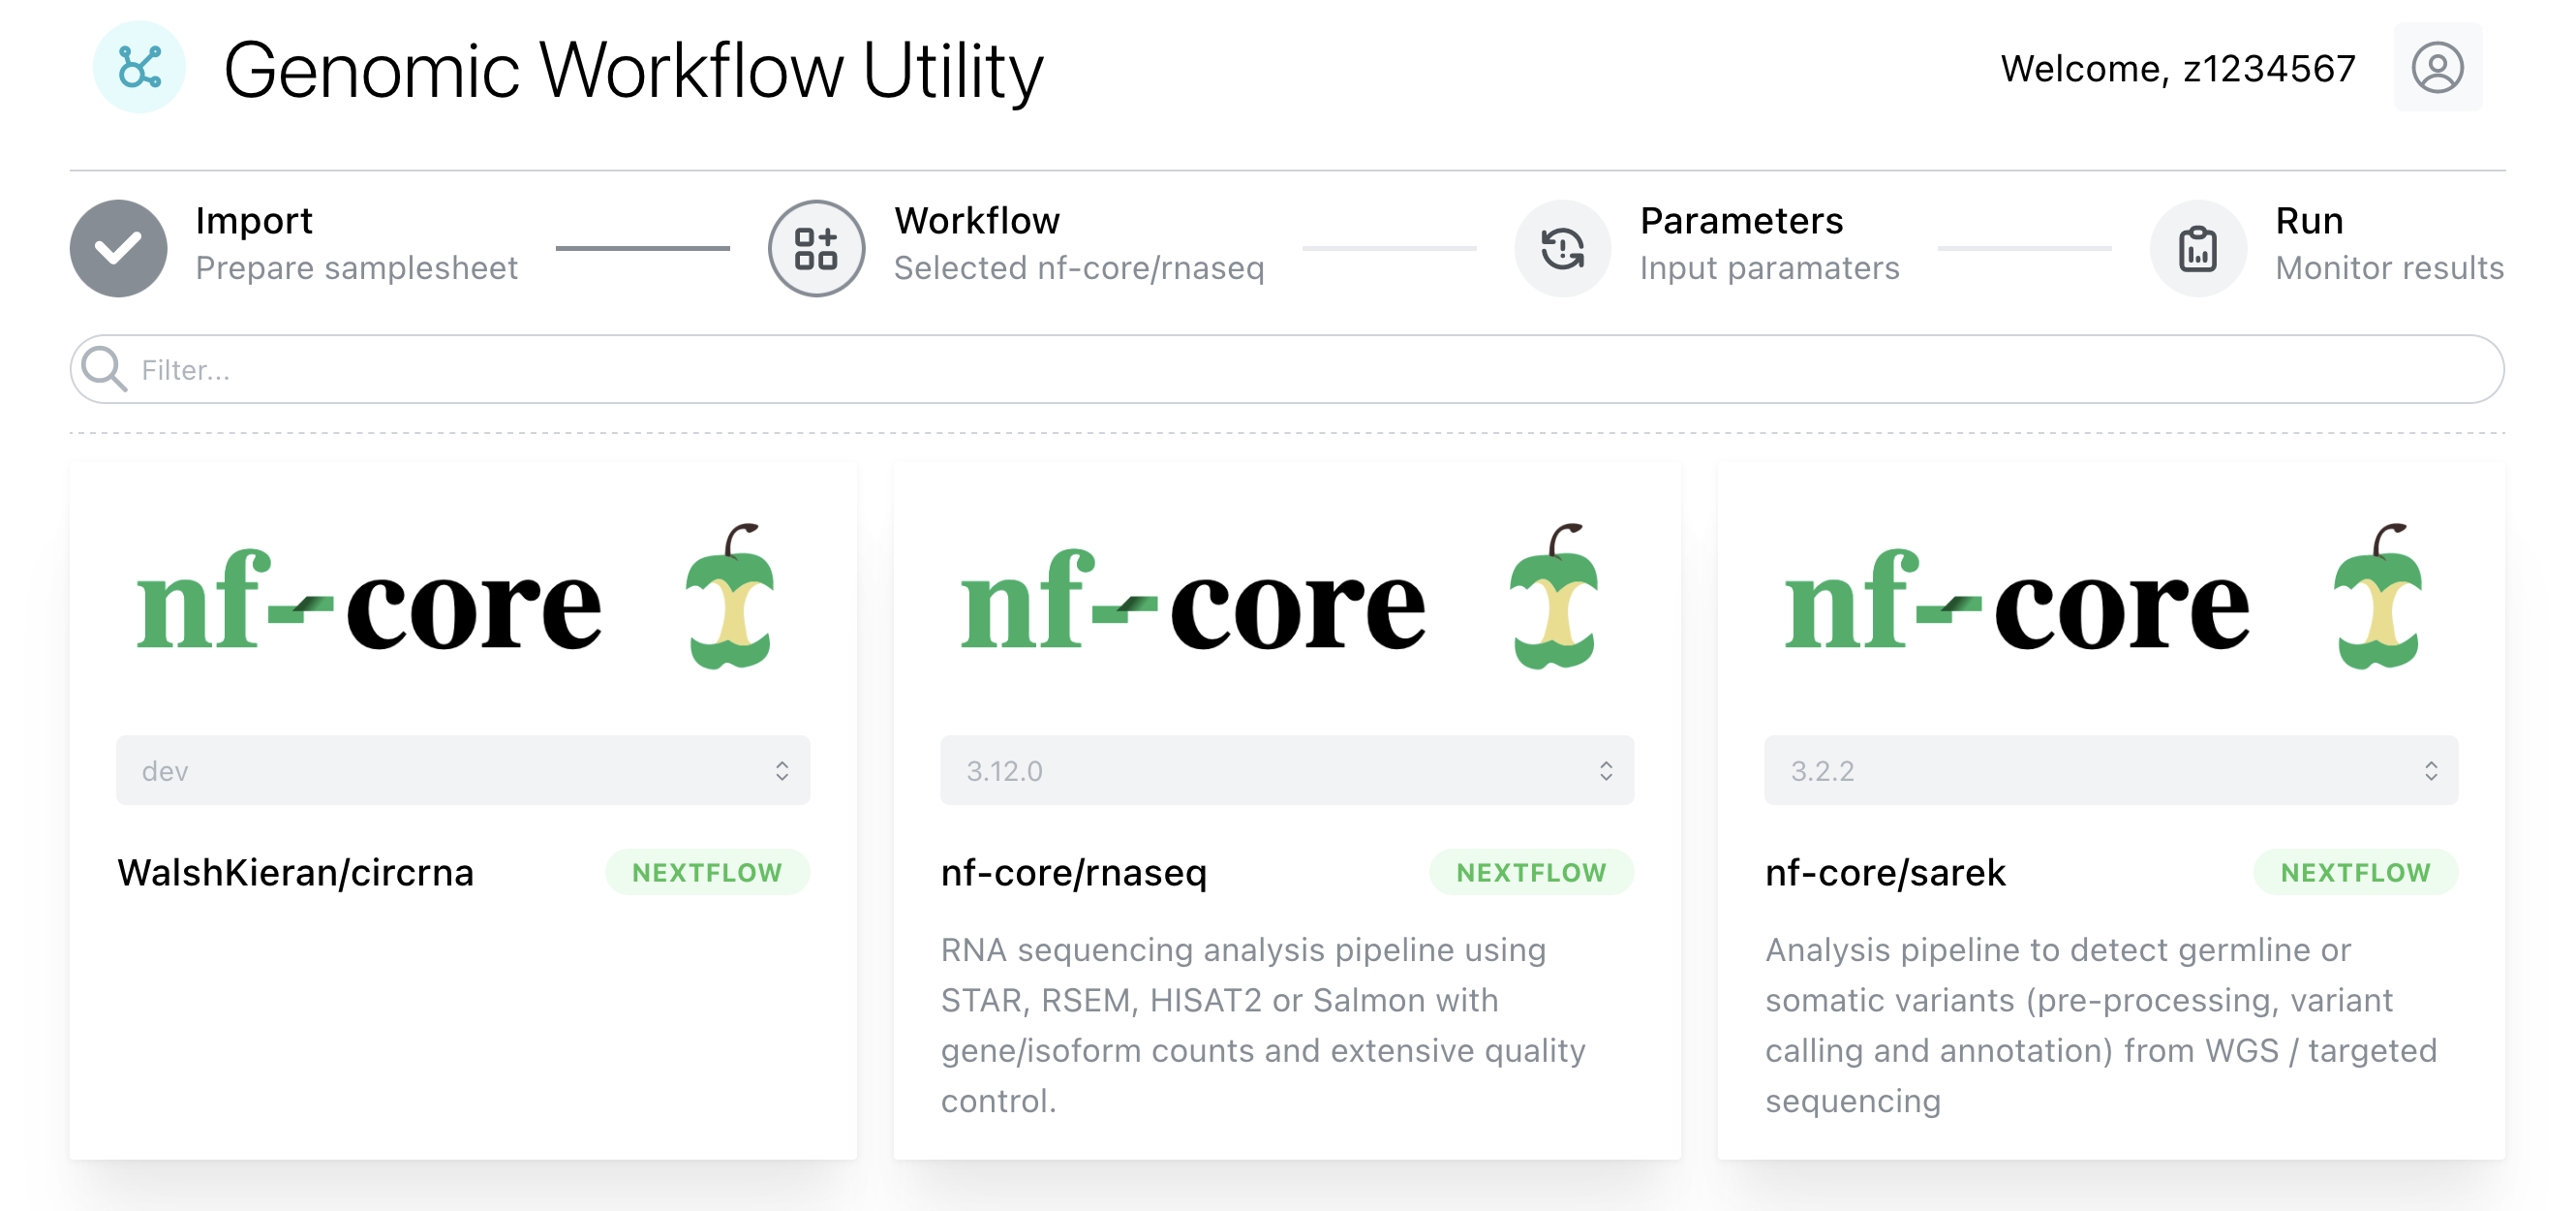 Genomic Workflow Utility
Welcome, z1234567
Import
Prepare samplesheet
Workflow
Selected nf-core/rnaseq
Parameters
Input paramaters
Run
Monitor results
Filter...
nf-core
dev
WalshKieran/circrna
NEXTFLOW
nf-core
3.12.0
nf-core/rnaseq
NEXTFLOW
RNA sequencing analysis pipeline using
STAR, RSEM, HISAT2 or Salmon with
gene/isoform counts and extensive quality
control.
nf-core
3.2.2
nf-core/sarek
NEXTFLOW
Analysis pipeline to detect germline or
somatic variants (pre-processing, variant
calling and annotation) from WGS / targeted
sequencing